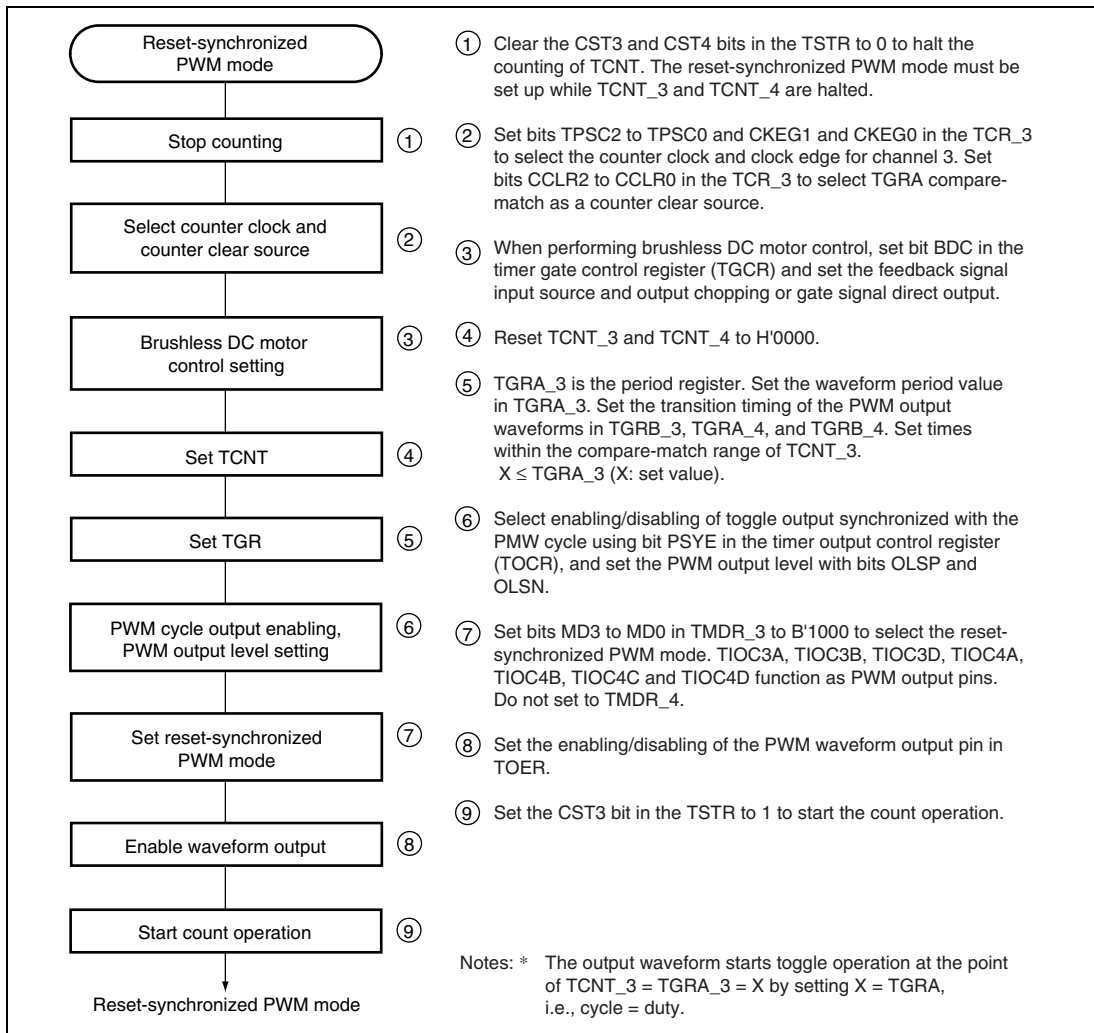 Reset-synchronized
PWM mode
Stop counting
①
Select counter clock and
counter clear source
②
Brushless DC motor
control setting
③
Set TCNT
④
Set TGR
⑤
PWM cycle output enabling,
PWM output level setting
⑥
Set reset-synchronized
PWM mode
⑦
Enable waveform output
⑧
Start count operation
⑨
Reset-synchronized PWM mode
① Clear the CST3 and CST4 bits in the TSTR to 0 to halt the
counting of TCNT. The reset-synchronized PWM mode must be
set up while TCNT_3 and TCNT_4 are halted.
② Set bits TPSC2 to TPSC0 and CKEG1 and CKEG0 in the TCR_3
to select the counter clock and clock edge for channel 3. Set
bits CCLR2 to CCLR0 in the TCR_3 to select TGRA compare-
match as a counter clear source.
③ When performing brushless DC motor control, set bit BDC in the
timer gate control register (TGCR) and set the feedback signal
input source and output chopping or gate signal direct output.
④ Reset TCNT_3 and TCNT_4 to H'0000.
⑤ TGRA_3 is the period register. Set the waveform period value
in TGRA_3. Set the transition timing of the PWM output
waveforms in TGRB_3, TGRA_4, and TGRB_4. Set times
within the compare-match range of TCNT_3.
X ≤ TGRA_3 (X: set value).
⑥ Select enabling/disabling of toggle output synchronized with the
PMW cycle using bit PSYE in the timer output control register
(TOCR), and set the PWM output level with bits OLSP and
OLSN.
⑦ Set bits MD3 to MD0 in TMDR_3 to B'1000 to select the reset-
synchronized PWM mode. TIOC3A, TIOC3B, TIOC3D, TIOC4A,
TIOC4B, TIOC4C and TIOC4D function as PWM output pins.
Do not set to TMDR_4.
⑧ Set the enabling/disabling of the PWM waveform output pin in
TOER.
⑨ Set the CST3 bit in the TSTR to 1 to start the count operation.
Notes: * The output waveform starts toggle operation at the point
of TCNT_3 = TGRA_3 = X by setting X = TGRA,
i.e., cycle = duty.